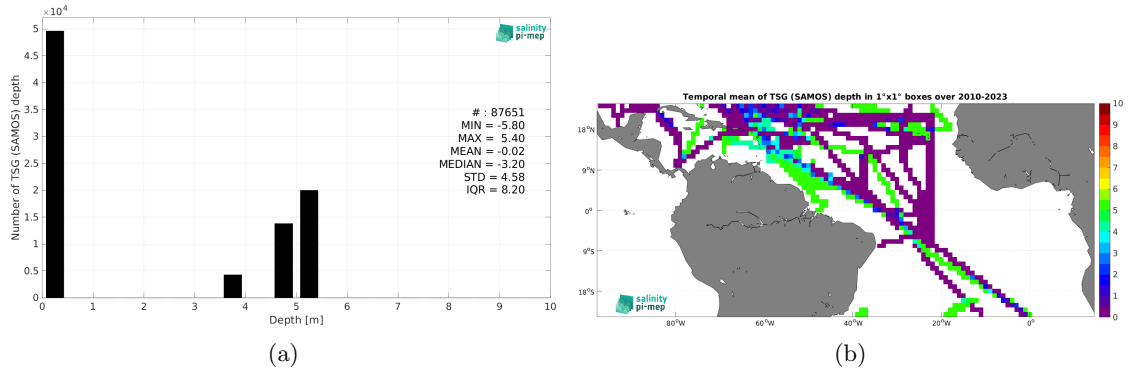 ×10⁴
5
4.5
4
3.5
3
2.5
2
1.5
1
0.5
0
Number of TSG (SAMOS) depth
salinity
pi-mep
# : 87651
MIN = -5.80
MAX = 5.40
MEAN = -0.02
MEDIAN = -3.20
STD = 4.58
IQR = 8.20
0 1 2 3 4 5 6 7 8 9 10
Depth [m]
(a)
Temporal mean of TSG (SAMOS) depth in 1°x1° boxes over 2010-2023
18°N
9°N
0°
9°S
18°S
80°W 60°W 40°W 20°W 0°
salinity
pi-mep
10
9
8
7
6
5
4
3
2
1
0
(b)